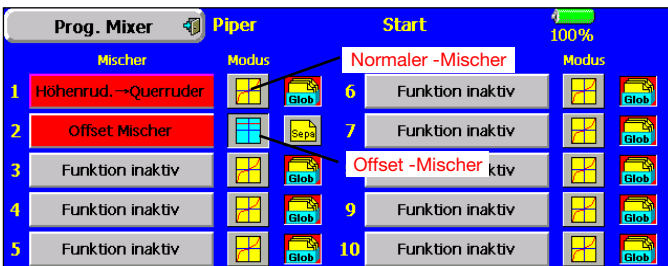 Prog. Mixer Piper Start 100%
Mischer Modus Normaler -Mischer Modus
1 Höhenrud.→Querruder Glob 6 Funktion inaktiv Glob
2 Offset Mischer Sepa 7 Funktion inaktiv Glob
3 Funktion inaktiv Glob Offset -Mischer Funktion inaktiv Glob
4 Funktion inaktiv Glob 9 Funktion inaktiv Glob
5 Funktion inaktiv Glob 10 Funktion inaktiv Glob